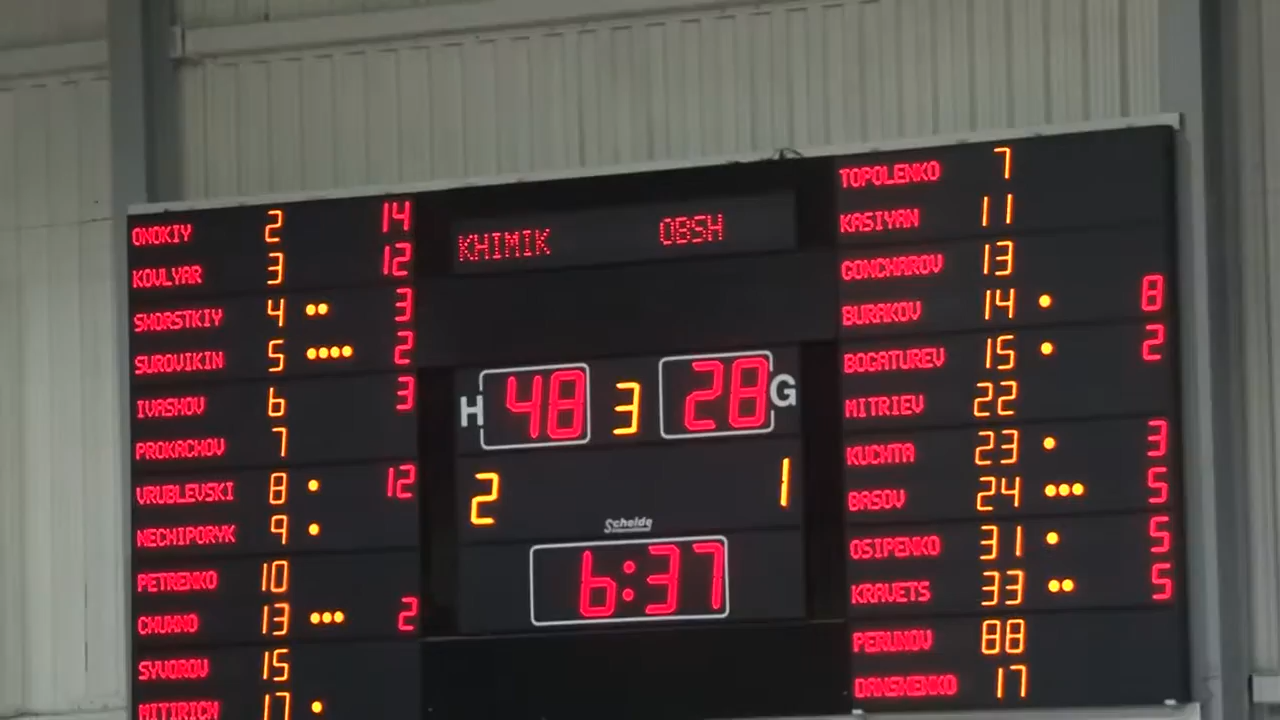 ONOKIY 2 14
KOVLYAR 3 12
SHORSTKIY 4 •• 3
SUROVIKIN 5 •••• 2
IVASHOV 6 3
PROKACHOV 7
VRUBLEVSKI 8 • 12
NECHIPORYK 9 •
PETRENKO 10
CHUXNO 13 ••• 2
SYVOROV 15
MITIRICH 17 •
KHIMIK OBSH
H 48 3 28 G
2 1
Schelde
6:37
TOPOLENKO 7
KASIYAN 11
GONCHAROV 13
BURAKOV 14 • 8
BOGATUREV 15 • 2
MITRIEV 22
KUCHTA 23 • 3
BASOV 24 ••• 5
OSIPENKO 31 • 5
KRAVETS 33 •• 5
PERUNOV 88
17